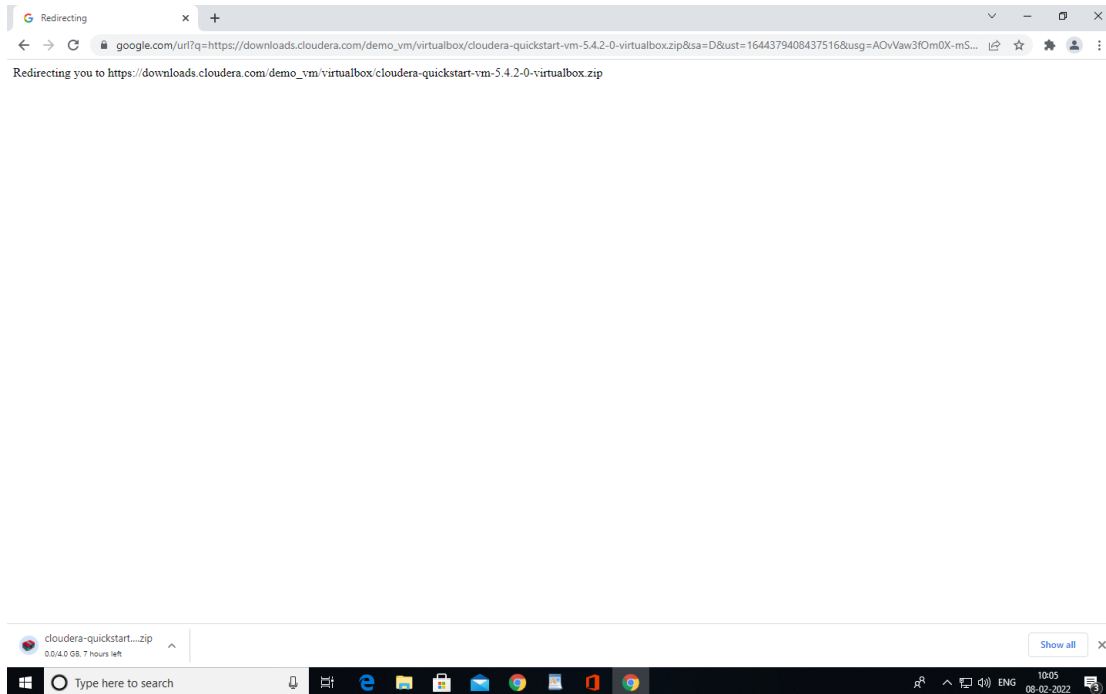 Redirecting
google.com/url?q=https://downloads.cloudera.com/demo_vm/virtualbox/cloudera-quickstart-vm-5.4.2-0-virtualbox.zip&sa=D&ust=1644379408437516&usg=AOvVaw3fOm0X-mS...
Redirecting you to https://downloads.cloudera.com/demo_vm/virtualbox/cloudera-quickstart-vm-5.4.2-0-virtualbox.zip
cloudera-quickstart....zip
0.0/4.0 GB, 7 hours left
Show all
Type here to search
ENG
10:05
08-02-2022
3